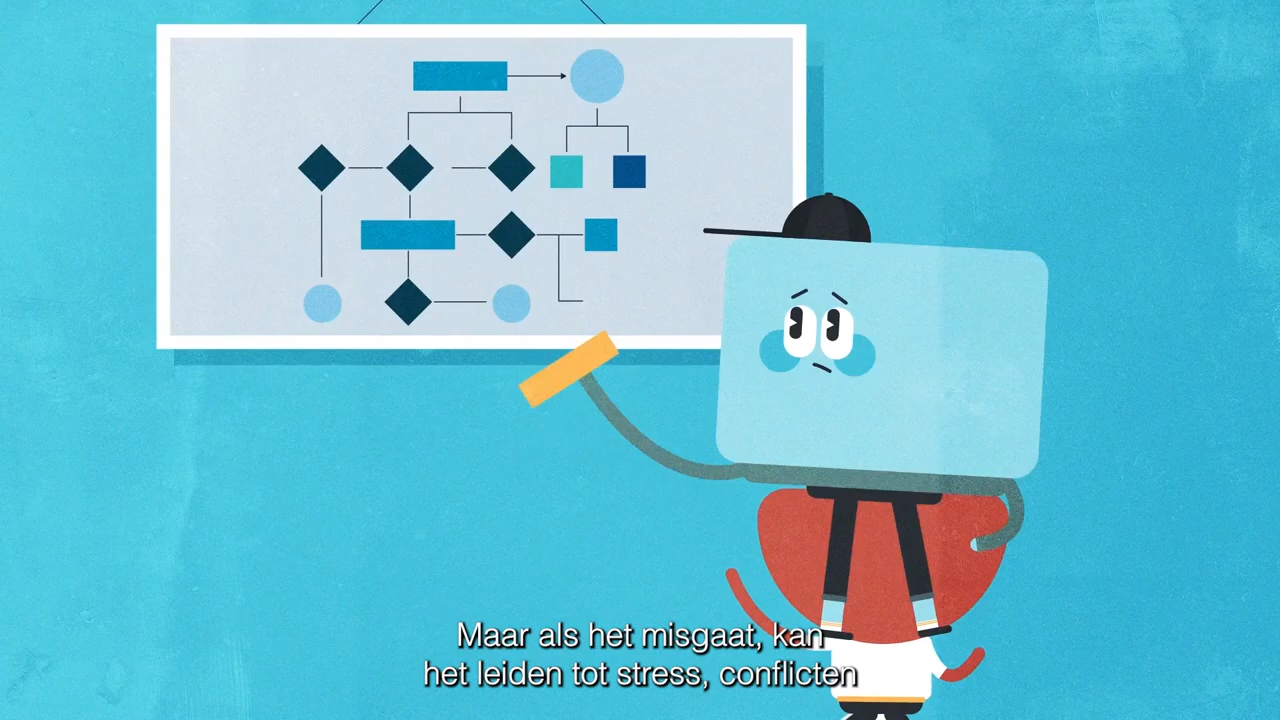 Maar als het misgaat, kan
het leiden tot stress, conflicten